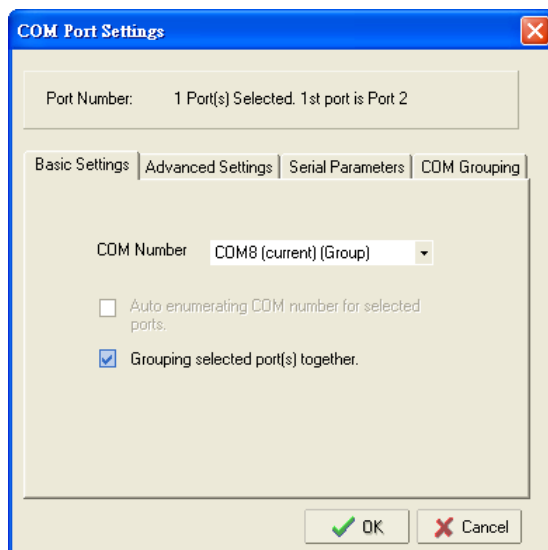 COM Port Settings
Port Number: 1 Port(s) Selected. 1st port is Port 2
Basic Settings Advanced Settings Serial Parameters COM Grouping
COM Number COM8 (current) (Group)
Auto enumerating COM number for selected
ports.
Grouping selected port(s) together.
OK Cancel